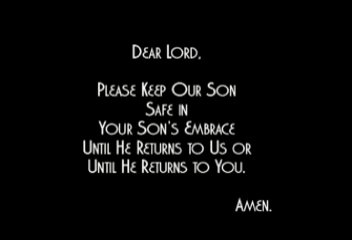 Dear Lord,
Please Keep Our Son
Safe in
Your Son's Embrace
Until He Returns to Us or
Until He Returns to You.
Amen.